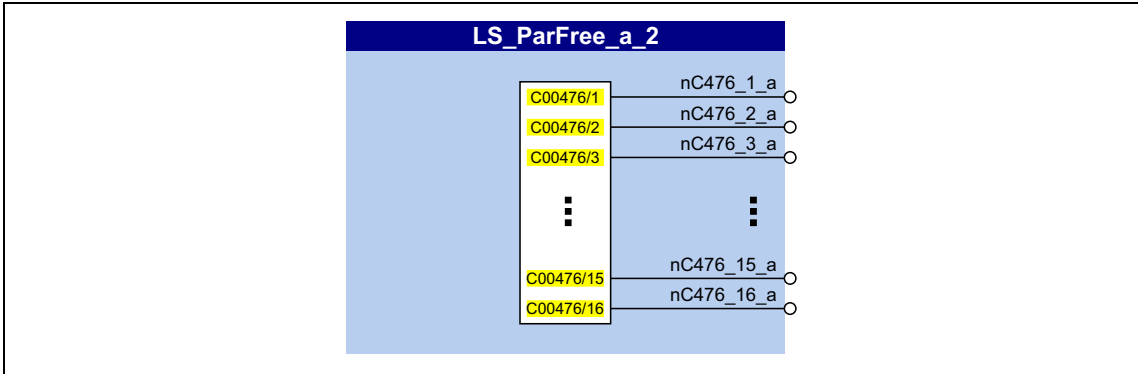 LS_ParFree_a_2
C00476/1 nC476_1_a
C00476/2 nC476_2_a
C00476/3 nC476_3_a
C00476/15 nC476_15_a
C00476/16 nC476_16_a